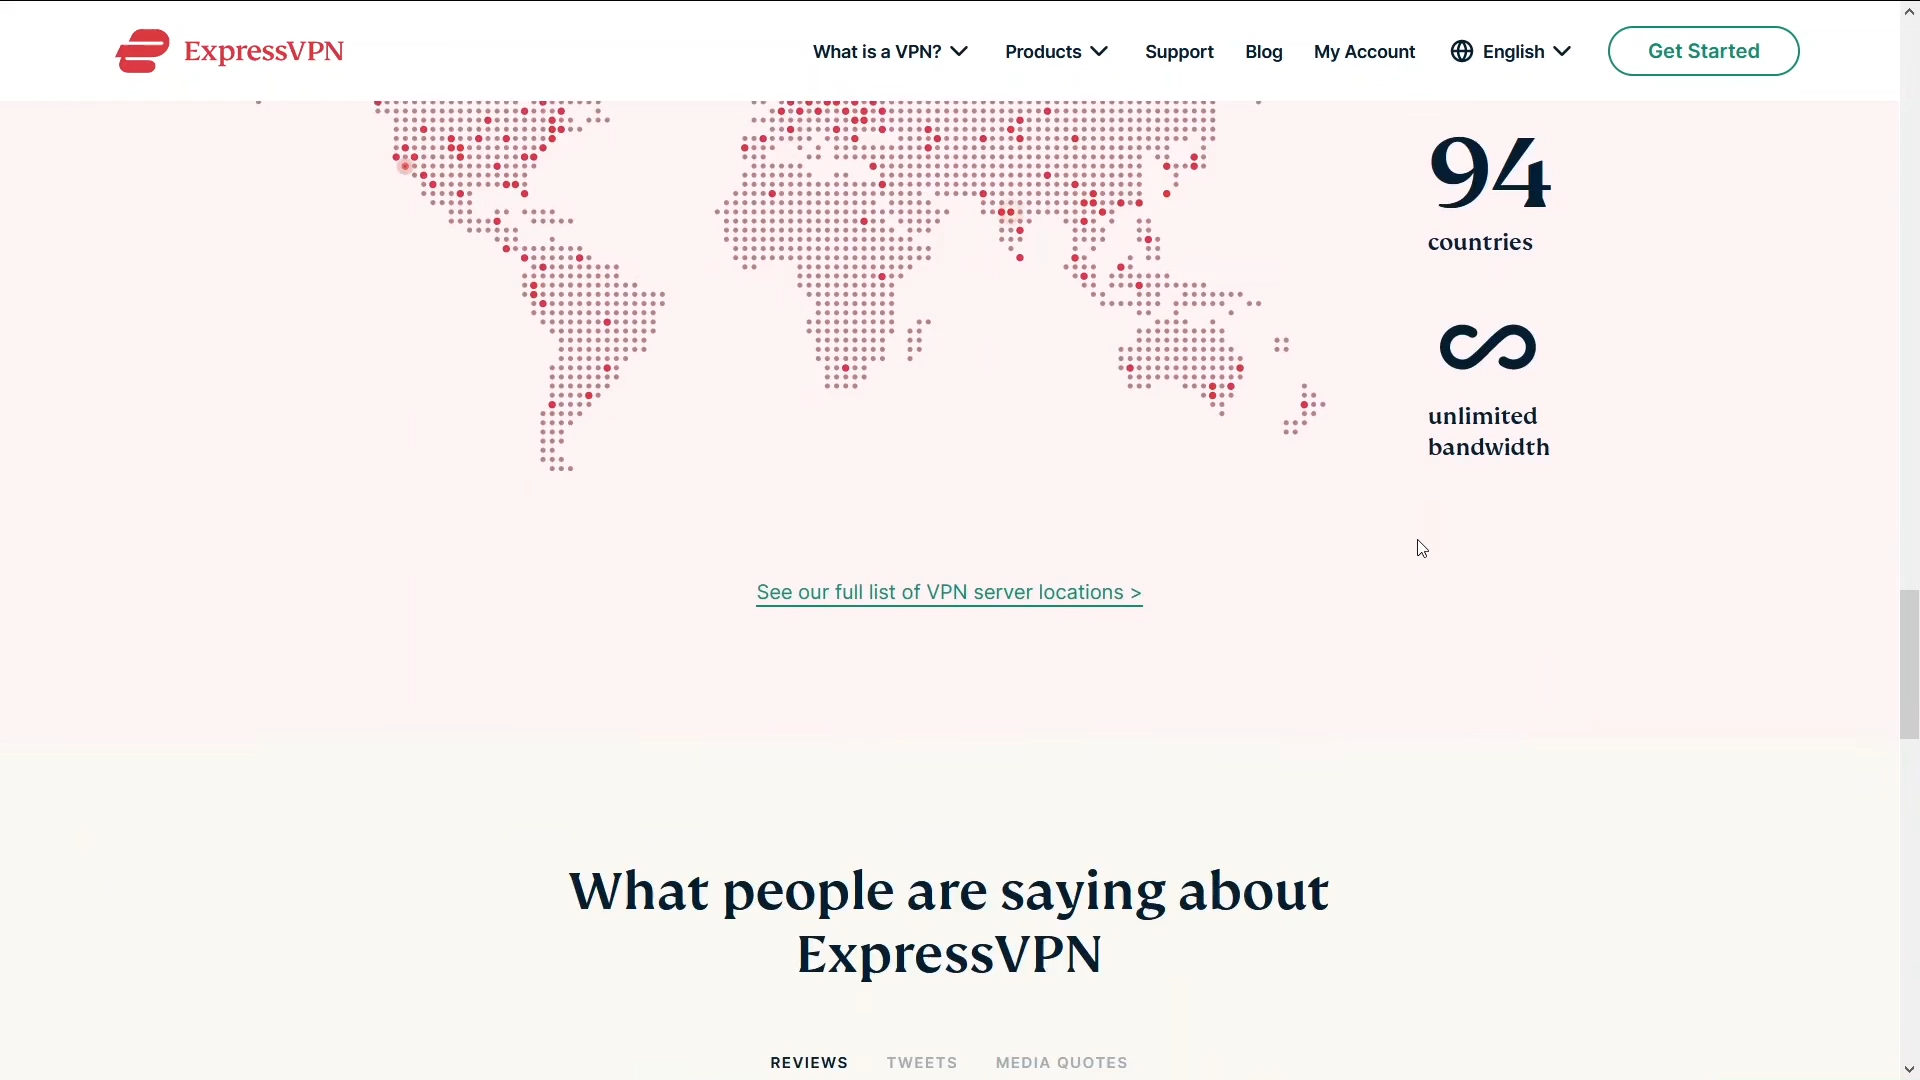 ExpressVPN
What is a VPN?
Products
Support
Blog
My Account
English
Get Started
94
countries
unlimited
bandwidth
See our full list of VPN server locations >
What people are saying about
ExpressVPN
REVIEWS
TWEETS
MEDIA QUOTES